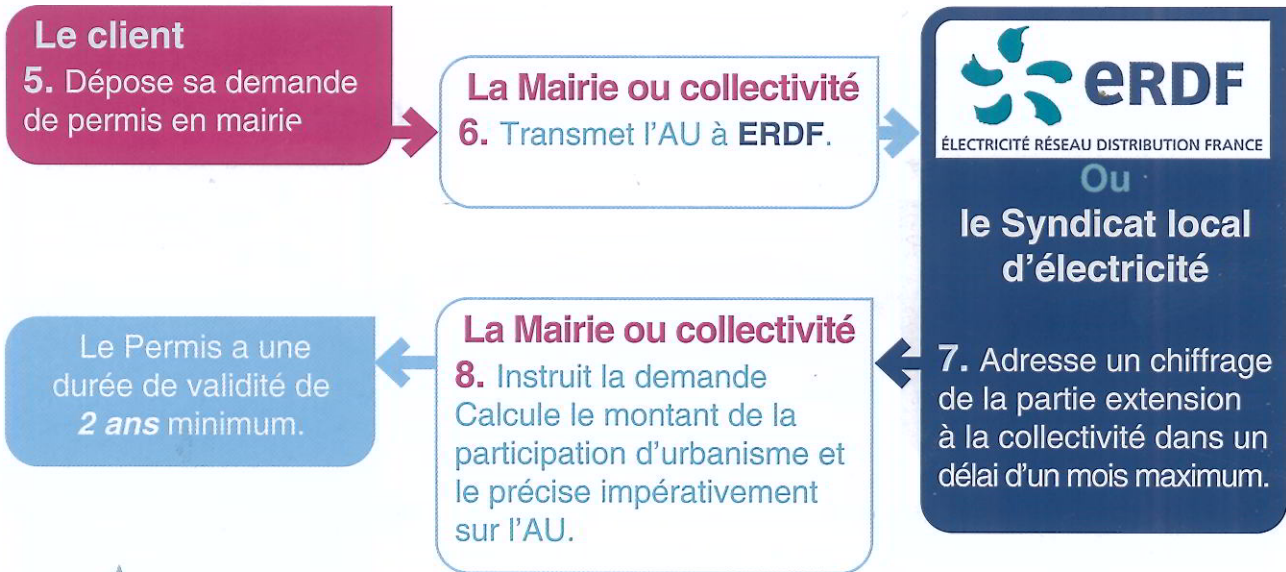 Le client
5. Dépose sa demande
de permis en mairie
La Mairie ou collectivité
6. Transmet l'AU à ERDF.
eRDF
ÉLECTRICITÉ RÉSEAU DISTRIBUTION FRANCE
Ou
le Syndicat local
d'électricité
7. Adresse un chiffrage
de la partie extension
à la collectivité dans un
délai d'un mois maximum.
La Mairie ou collectivité
8. Instruit la demande
Calcule le montant de la
participation d'urbanisme et
le précise impérativement
sur l'AU.
Le Permis a une
durée de validité de
2 ans minimum.